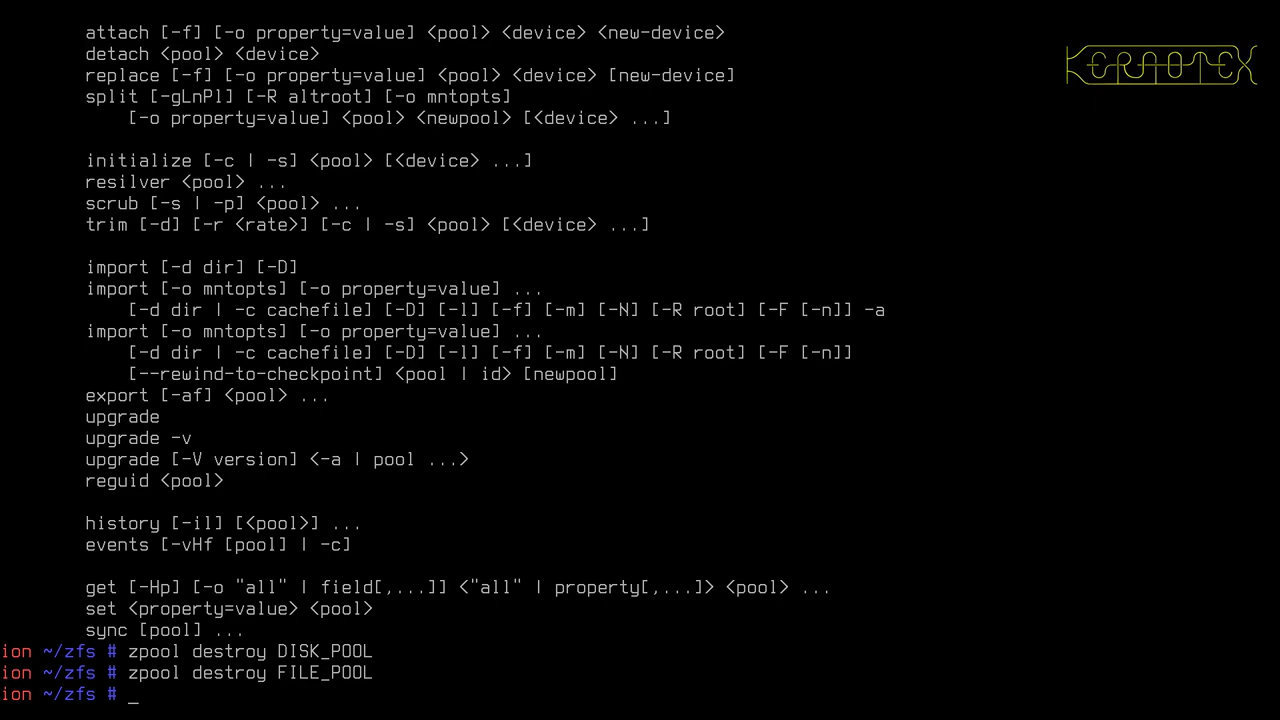 attach [-f] [-o property=value] <pool> <device> <new-device>
KERNOTEX
detach <pool> <device>
replace [-f] [-o property=value] <pool> <device> [new-device]
split [-gLnPl] [-R altroot] [-o mntopts]
[-o property=value] <pool> <newpool> [<device> ...]
initialize [-c | -s] <pool> [<device> ...]
resilver <pool> ...
scrub [-s | -p] <pool> ...
trim [-d] [-r <rate>] [-c | -s] <pool> [<device> ...]
import [-d dir] [-D]
import [-o mntopts] [-o property=value] ...
[-d dir | -c cachefile] [-D] [-l] [-f] [-m] [-N] [-R root] [-F [-n]] -a
import [-o mntopts] [-o property=value] ...
[-d dir | -c cachefile] [-D] [-l] [-f] [-m] [-N] [-R root] [-F [-n]]
[--rewind-to-checkpoint] <pool | id> [newpool]
export [-af] <pool> ...
upgrade
upgrade -v
upgrade [-V version] <-a | pool ...>
reguid <pool>
history [-il] [<pool>] ...
events [-vHf [pool] | -c]
get [-Hp] [-o "all" | field[,...]] <"all" | property[,...]> <pool> ...
set <property=value> <pool>
sync [pool] ...
ion ~/zfs # zpool destroy DISK_POOL
ion ~/zfs # zpool destroy FILE_POOL
ion ~/zfs # _